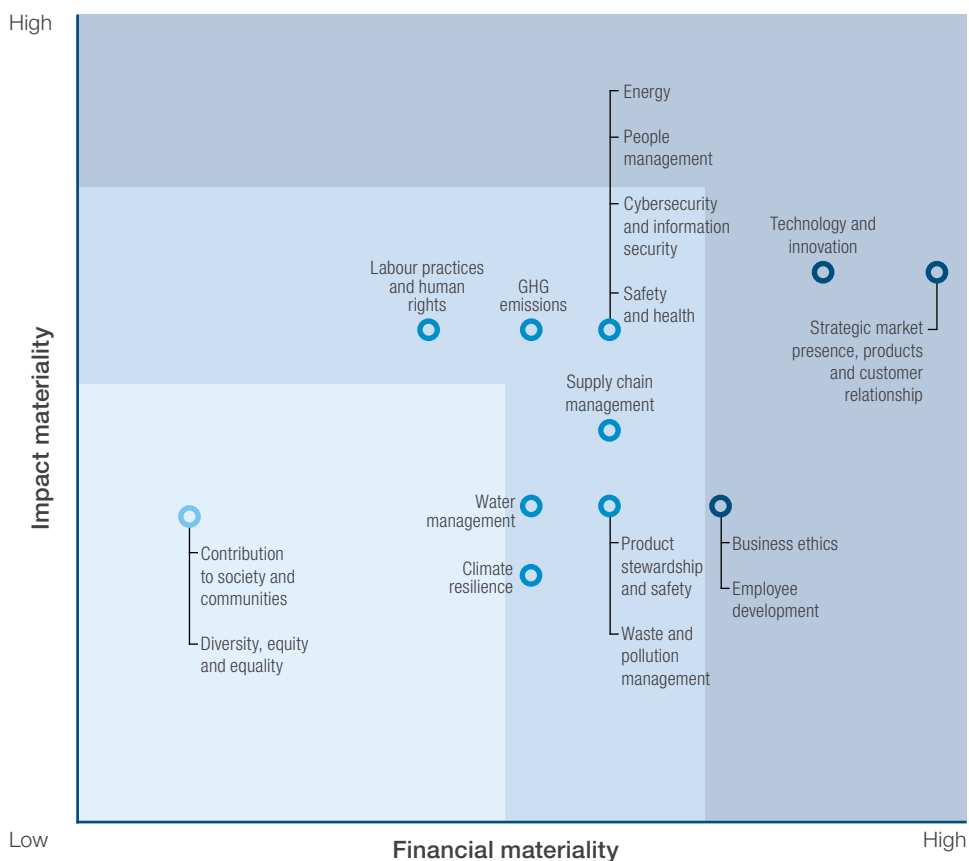 High
Energy
People
management
Cybersecurity
and information
security
Safety
and health
Technology and
innovation
Labour practices
and human
rights
GHG
emissions
Strategic market
presence, products
and customer
relationship
Supply chain
management
Water
management
Climate
resilience
Product
stewardship
and safety
Waste and
pollution
management
Business ethics
Employee
development
Contribution
to society and
communities
Diversity, equity
and equality
Impact materiality
Low
Financial materiality
High